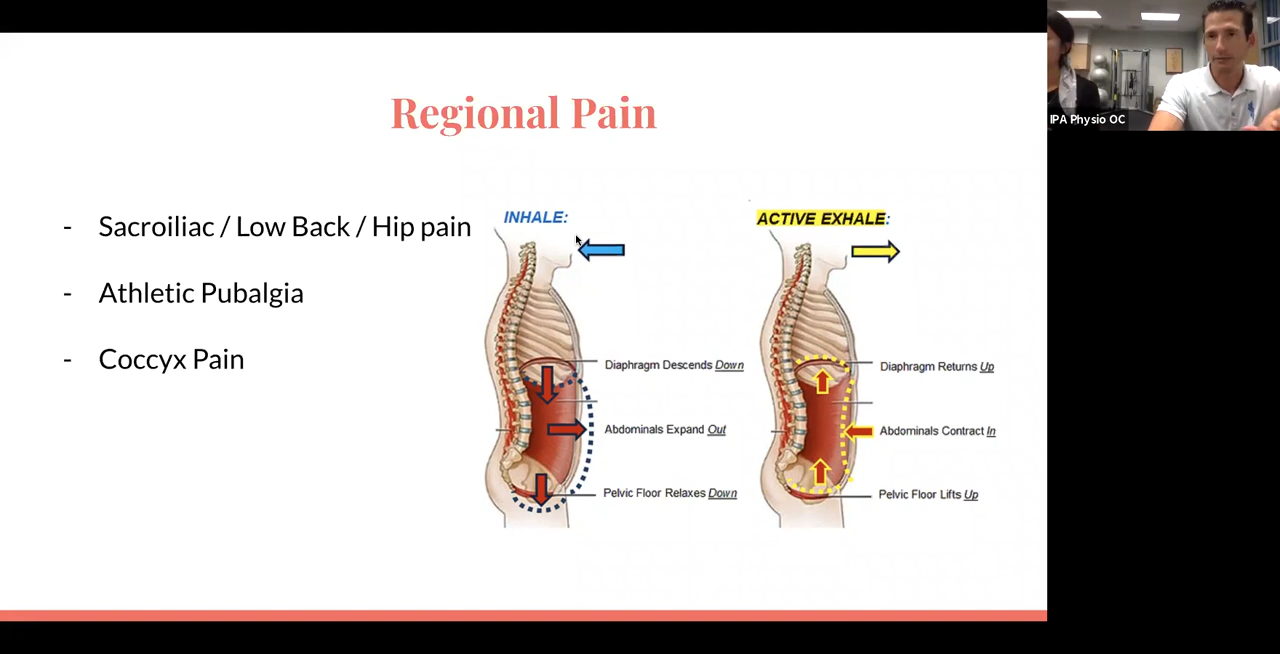 Regional Pain
- Sacroiliac / Low Back / Hip pain
- Athletic Pubalgia
- Coccyx Pain
INHALE:
Diaphragm Descends Down
Abdominals Expand Out
Pelvic Floor Relaxes Down
ACTIVE EXHALE:
Diaphragm Returns Up
Abdominals Contract In
Pelvic Floor Lifts Up
IPA Physio OC